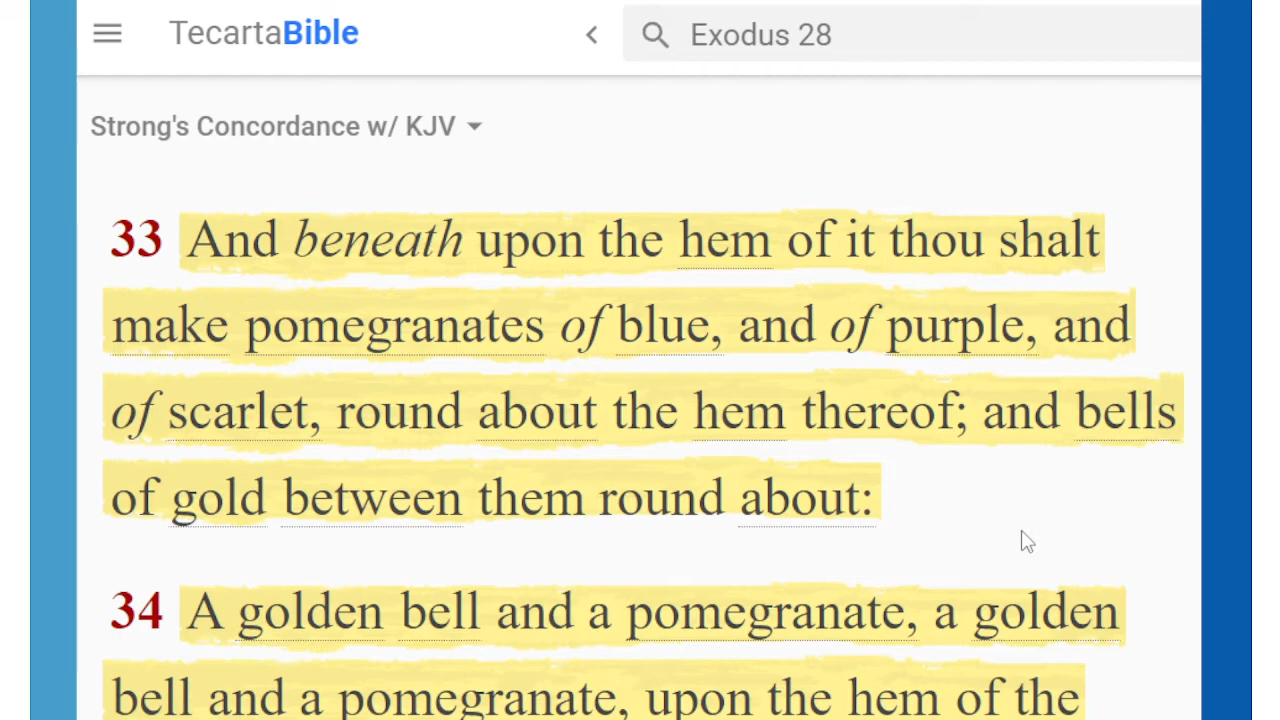 TecartaBible
Exodus 28
Strong's Concordance w/ KJV
33 And beneath upon the hem of it thou shalt
make pomegranates of blue, and of purple, and
of scarlet, round about the hem thereof; and bells
of gold between them round about:
34 A golden bell and a pomegranate, a golden
bell and a pomegranate, upon the hem of the